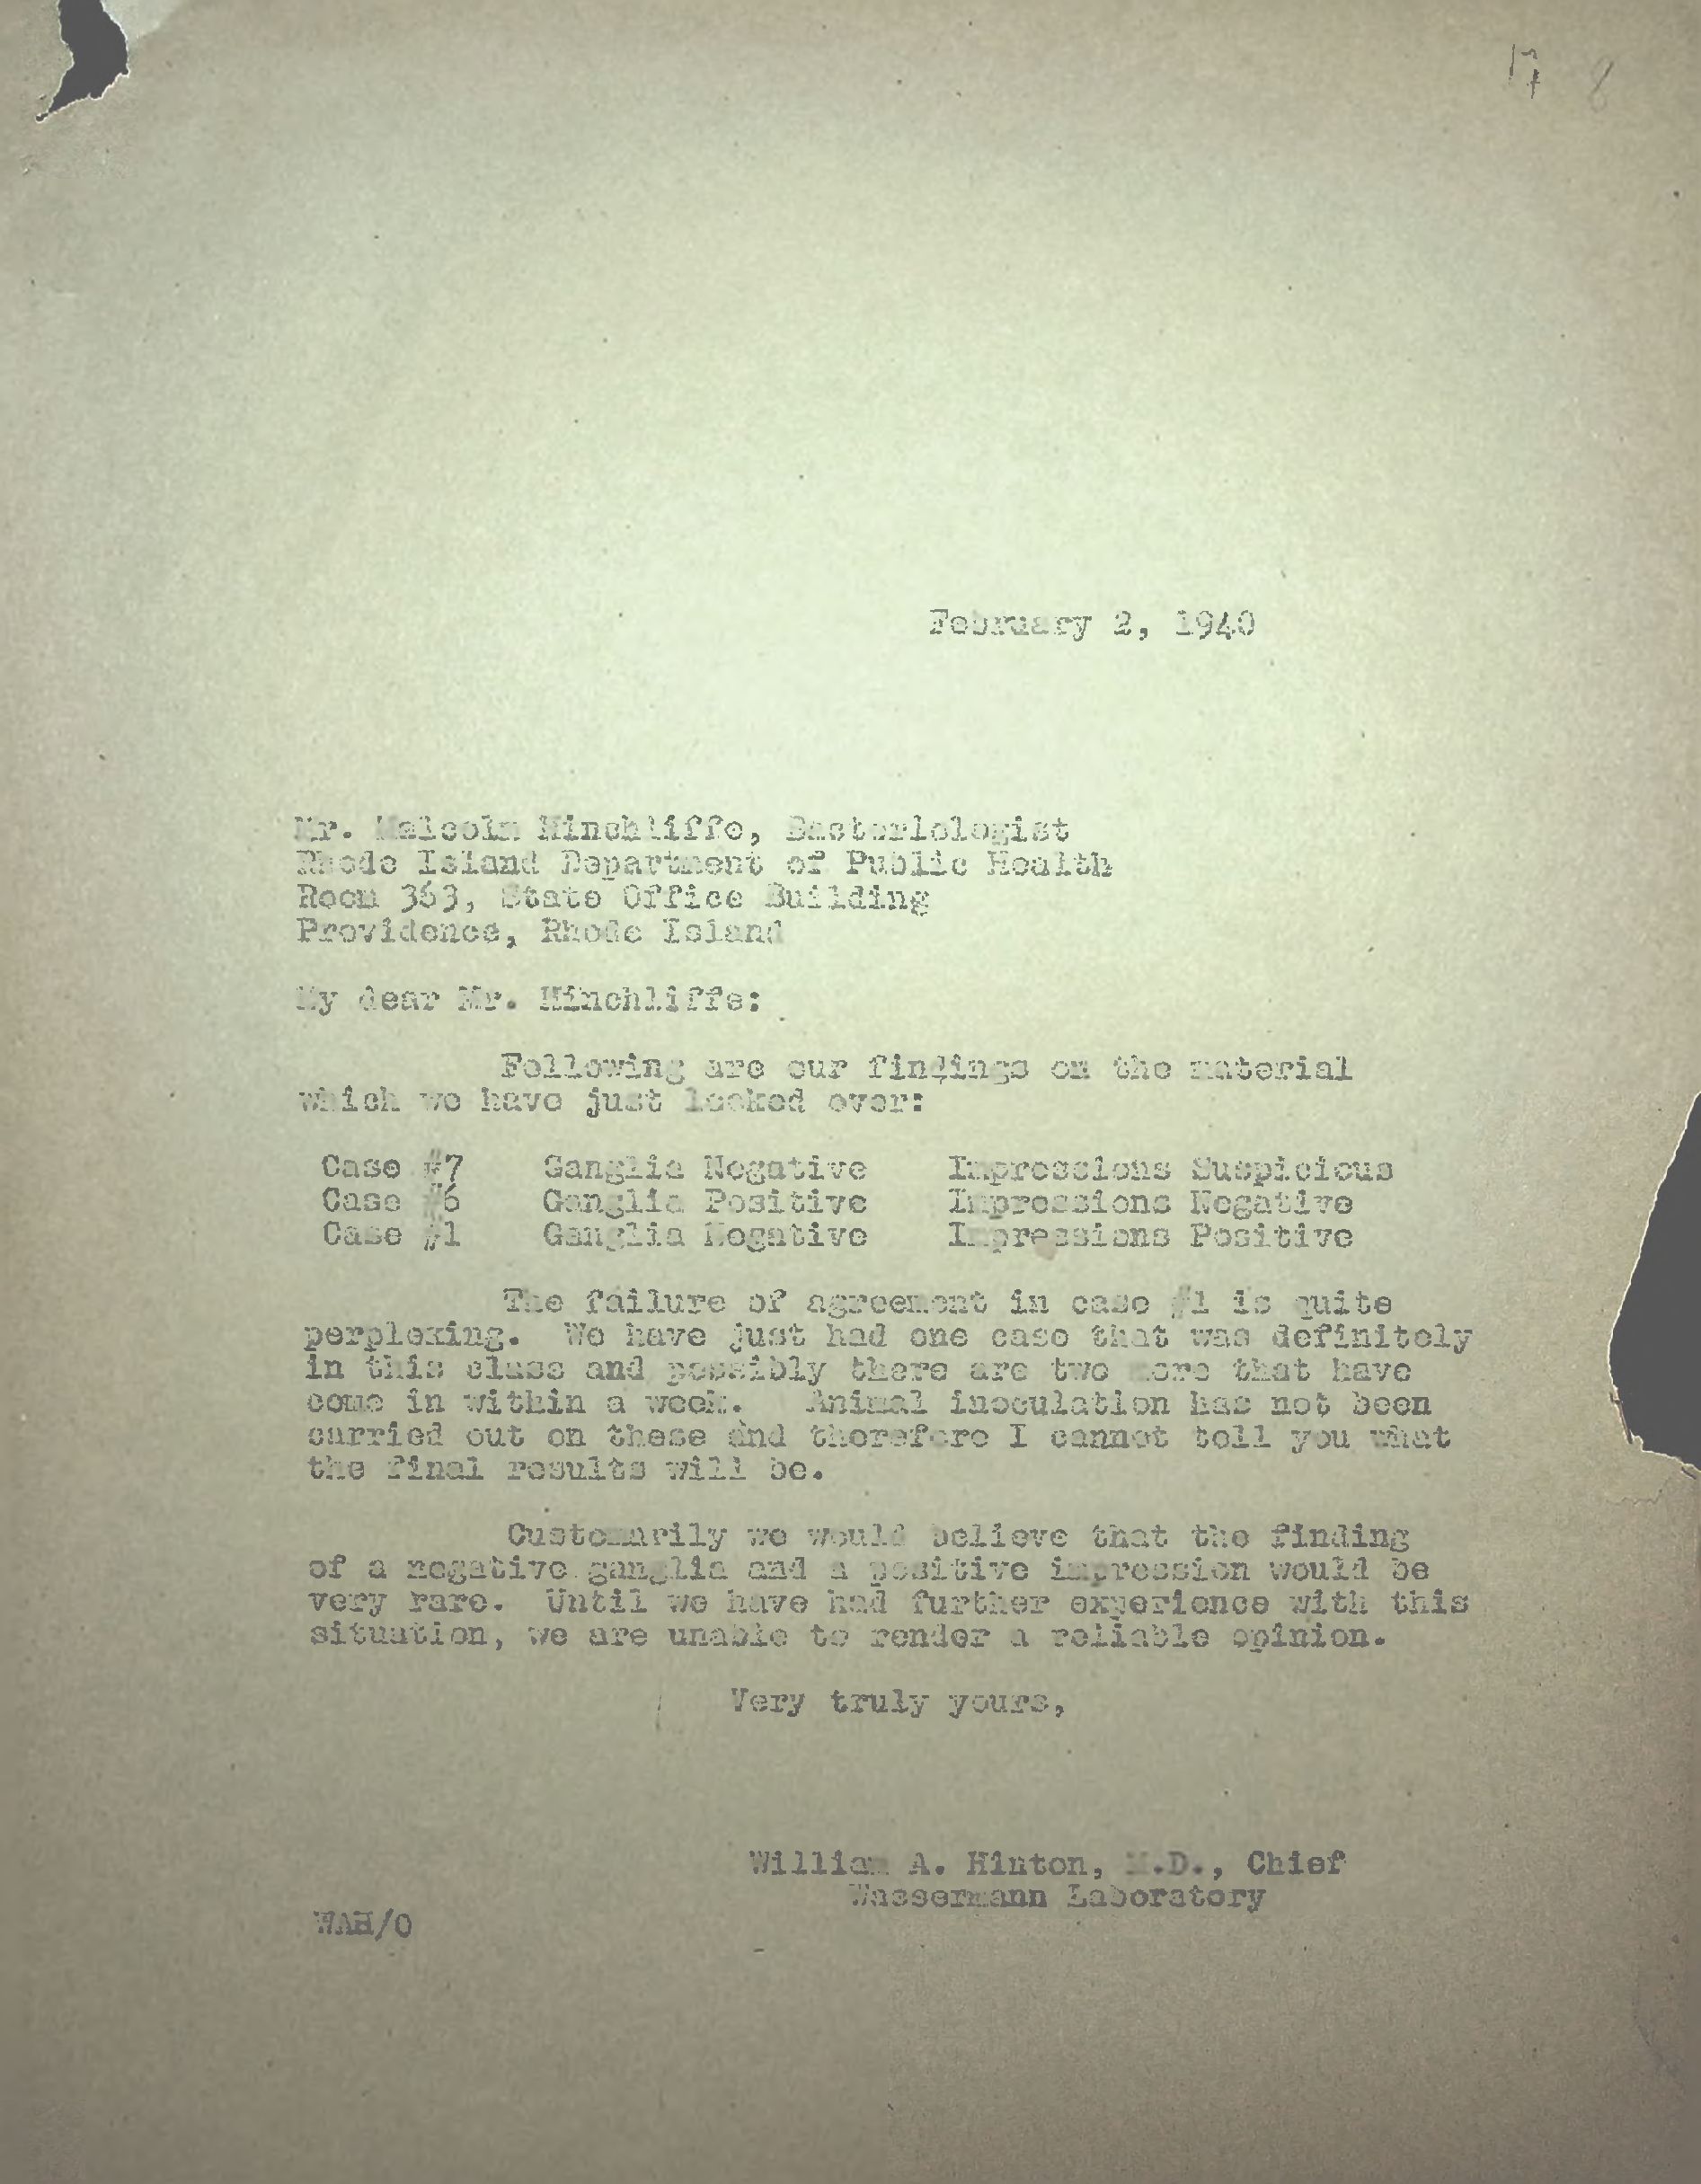 17 8
February 2, 1940
Mr. Malcolm Hinchliffe, Bacteriologist
Rhode Island Department of Public Health
Room 363, State Office Building
Providence, Rhode Island
My dear Mr. Hinchliffe:
Following are our findings on the material
which we have just looked over:
Case #7 Ganglia Negative Impressions Suspicious
Case #6 Ganglia Positive Impressions Negative
Case #1 Ganglia Negative Impressions Positive
The failure of agreement in case #1 is quite
perplexing. We have just had one case that was definitely
in this class and possibly there are two more that have
come in within a week. Animal inoculation has not been
carried out on these and therefore I cannot tell you what
the final results will be.
Customarily we would believe that the finding
of a negative ganglia and a positive impression would be
very rare. Until we have had further experience with this
situation, we are unable to render a reliable opinion.
Very truly yours,
William A. Hinton, M.D., Chief
Wassermann Laboratory
WAH/O